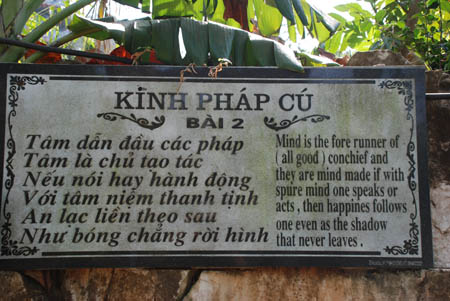 KINH PHÁP CÚ
BÀI 2
Tâm dẫn đầu các pháp
Tâm là chủ tạo tác
Nếu nói hay hành động
Với tâm niệm thanh tịnh
An lạc liền theo sau
Như bóng chẳng rời hình
Mind is the fore runner of
( all good ) conchief and
they are mind made if with
spure mind one speaks or
acts , then happines follows
one even as the shadow
that never leaves .